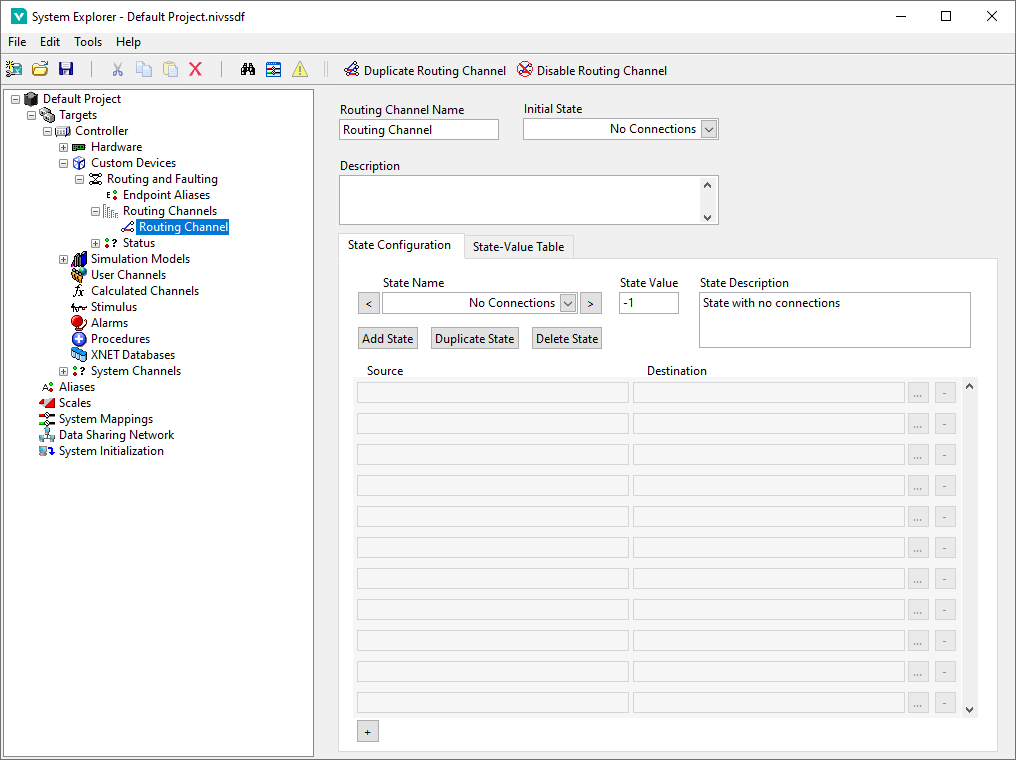 System Explorer - Default Project.nivssdf
File Edit Tools Help
Duplicate Routing Channel Disable Routing Channel
Default Project
Targets
Controller
Hardware
Custom Devices
Routing and Faulting
Endpoint Aliases
Routing Channels
Routing Channel
Status
Simulation Models
User Channels
Calculated Channels
Stimulus
Alarms
Procedures
XNET Databases
System Channels
Aliases
Scales
System Mappings
Data Sharing Network
System Initialization
Routing Channel Name Initial State
Routing Channel No Connections
Description
State Configuration State-Value Table
State Name State Value State Description
< No Connections > -1 State with no connections
Add State Duplicate State Delete State
Source Destination
... -
... -
... -
... -
... -
... -
... -
... -
... -
... -
... -
+